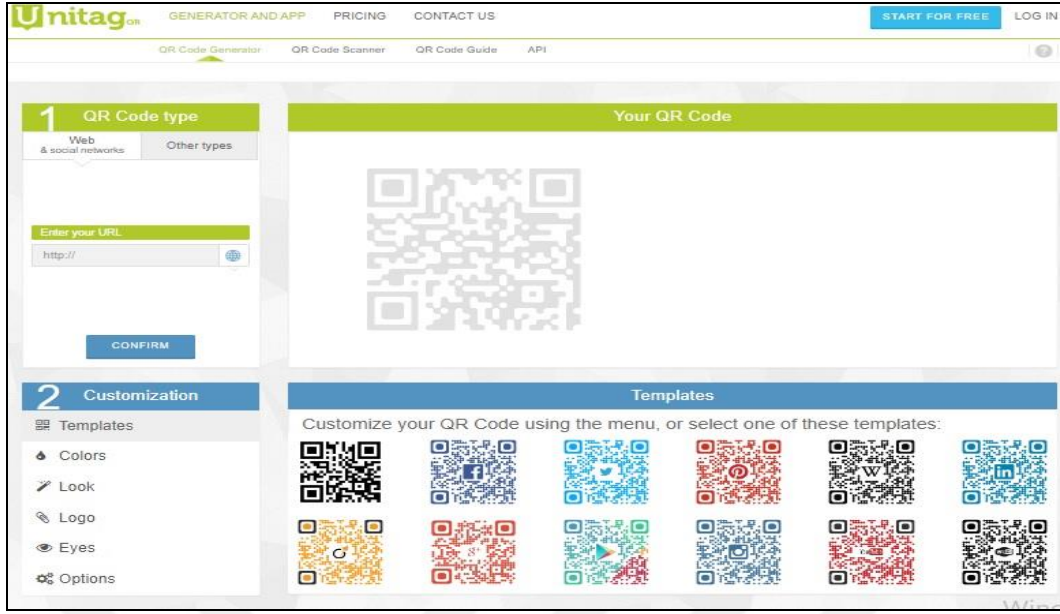 Unitag QR
GENERATOR AND APP PRICING CONTACT US START FOR FREE LOG IN
QR Code Generator QR Code Scanner QR Code Guide API ?
1 QR Code type
Web
& social networks
Other types
Enter your URL
http://
CONFIRM
Your QR Code
2 Customization
Templates
Colors
Look
Logo
Eyes
Options
Templates
Customize your QR Code using the menu, or select one of these templates:
f
W
in
g+